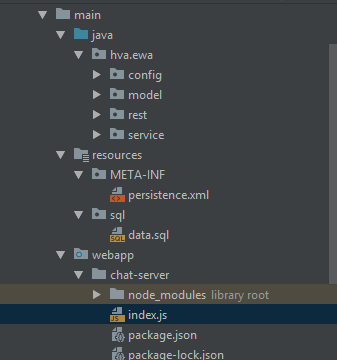 main
java
hva.ewa
config
model
rest
service
resources
META-INF
persistence.xml
sql
data.sql
webapp
chat-server
node_modules library root
index.js
package.json
package-lock.json